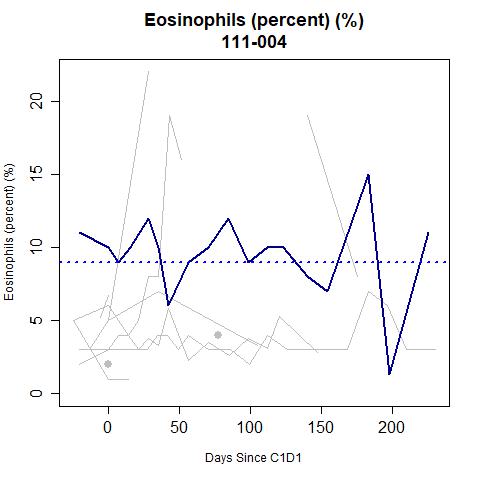 Eosinophils (percent) (%)
111-004
Eosinophils (percent) (%)
20
15
10
5
0
0 50 100 150 200
Days Since C1D1